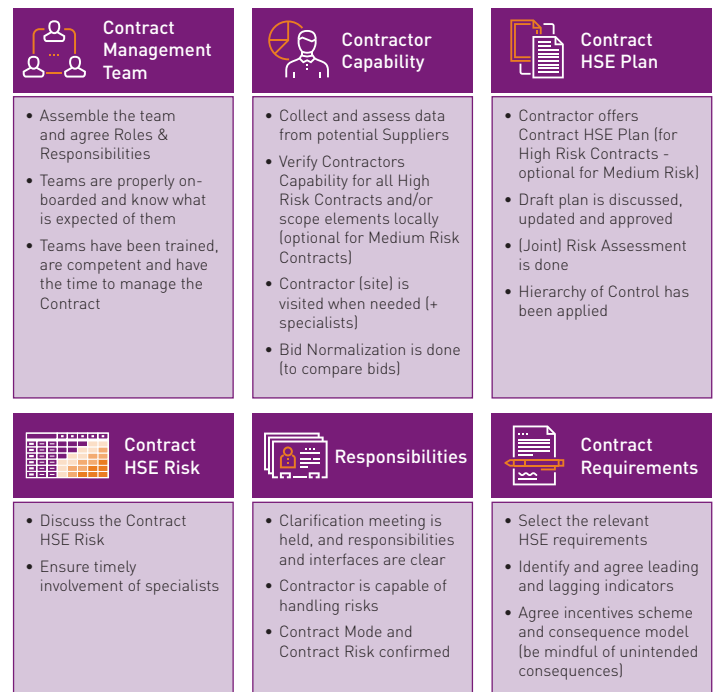 Contract
Management
Team
• Assemble the team
and agree Roles &
Responsibilities
• Teams are properly on-
boarded and know what
is expected of them
• Teams have been trained,
are competent and have
the time to manage the
Contract
Contractor
Capability
• Collect and assess data
from potential Suppliers
• Verify Contractors
Capability for all High
Risk Contracts and/or
scope elements locally
(optional for Medium Risk
Contracts)
• Contractor (site) is
visited when needed (+
specialists)
• Bid Normalization is done
(to compare bids)
Contract
HSE Plan
• Contractor offers
Contract HSE Plan (for
High Risk Contracts -
optional for Medium Risk)
• Draft plan is discussed,
updated and approved
• (Joint) Risk Assessment
is done
• Hierarchy of Control has
been applied
Contract
HSE Risk
• Discuss the Contract
HSE Risk
• Ensure timely
involvement of specialists
Responsibilities
• Clarification meeting is
held, and responsibilities
and interfaces are clear
• Contractor is capable of
handling risks
• Contract Mode and
Contract Risk confirmed
Contract
Requirements
• Select the relevant
HSE requirements
• Identify and agree leading
and lagging indicators
• Agree incentives scheme
and consequence model
(be mindful of unintended
consequences)